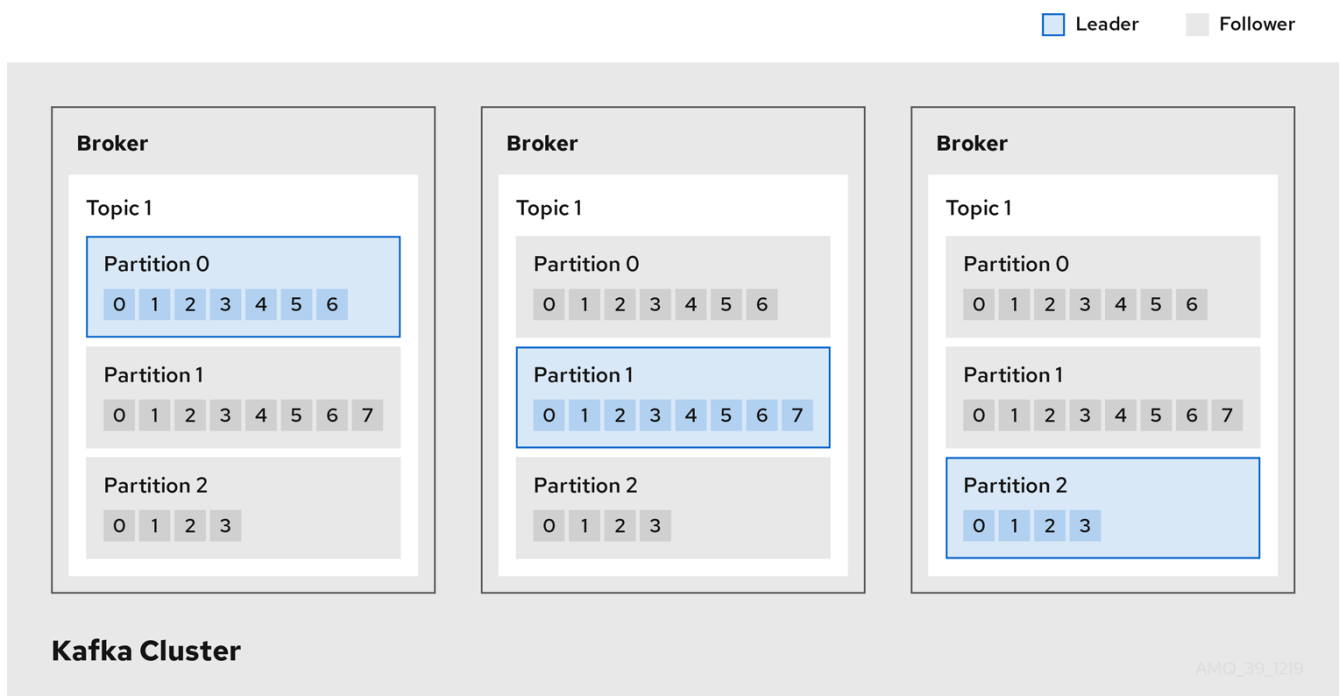 Leader Follower
Broker
Topic 1
Partition 0
0 1 2 3 4 5 6
Partition 1
0 1 2 3 4 5 6 7
Partition 2
0 1 2 3
Broker
Topic 1
Partition 0
0 1 2 3 4 5 6
Partition 1
0 1 2 3 4 5 6 7
Partition 2
0 1 2 3
Broker
Topic 1
Partition 0
0 1 2 3 4 5 6
Partition 1
0 1 2 3 4 5 6 7
Partition 2
0 1 2 3
Kafka Cluster
AMQ_39_1219